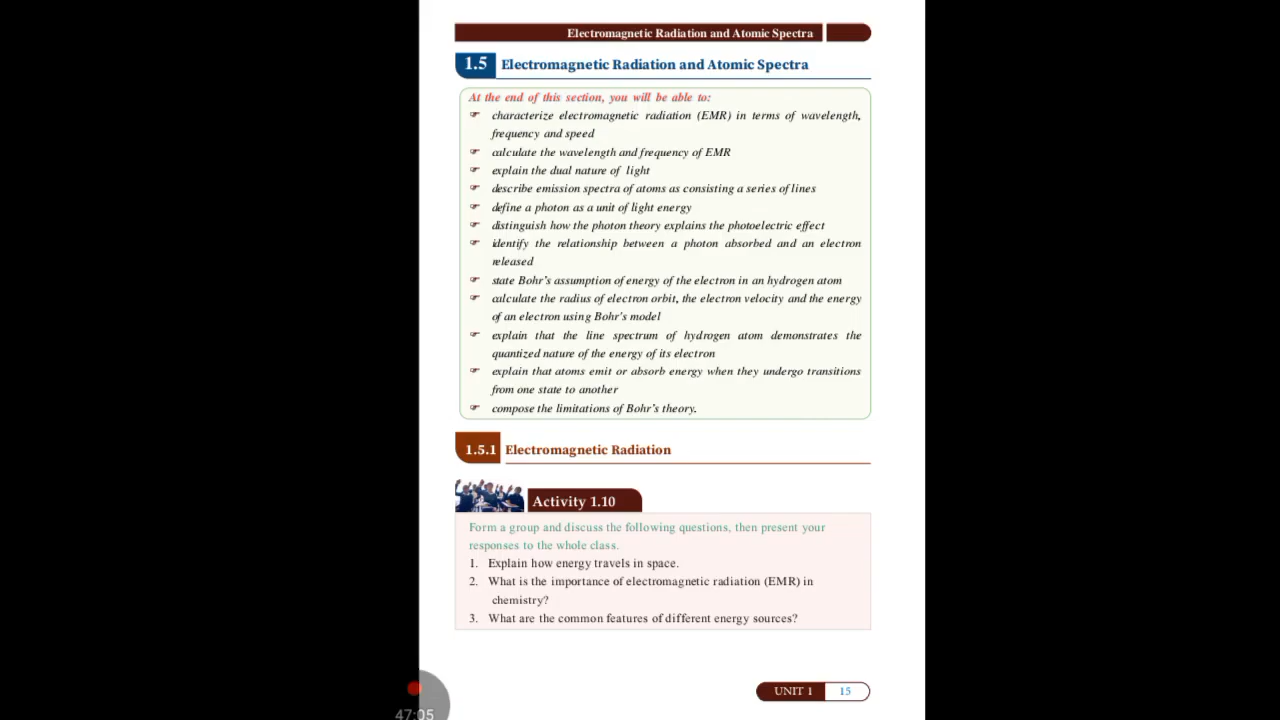 Electromagnetic Radiation and Atomic Spectra
1.5 Electromagnetic Radiation and Atomic Spectra
At the end of this section, you will be able to:
☞ characterize electromagnetic radiation (EMR) in terms of wavelength,
frequency and speed
☞ calculate the wavelength and frequency of EMR
☞ explain the dual nature of light
☞ describe emission spectra of atoms as consisting a series of lines
☞ define a photon as a unit of light energy
☞ distinguish how the photon theory explains the photoelectric effect
☞ identify the relationship between a photon absorbed and an electron
released
☞ state Bohr's assumption of energy of the electron in an hydrogen atom
☞ calculate the radius of electron orbit, the electron velocity and the energy
of an electron using Bohr's model
☞ explain that the line spectrum of hydrogen atom demonstrates the
quantized nature of the energy of its electron
☞ explain that atoms emit or absorb energy when they undergo transitions
from one state to another
☞ compose the limitations of Bohr's theory.
1.5.1 Electromagnetic Radiation
Activity 1.10
Form a group and discuss the following questions, then present your
responses to the whole class.
1. Explain how energy travels in space.
2. What is the importance of electromagnetic radiation (EMR) in
chemistry?
3. What are the common features of different energy sources?
UNIT 1 15
47:05